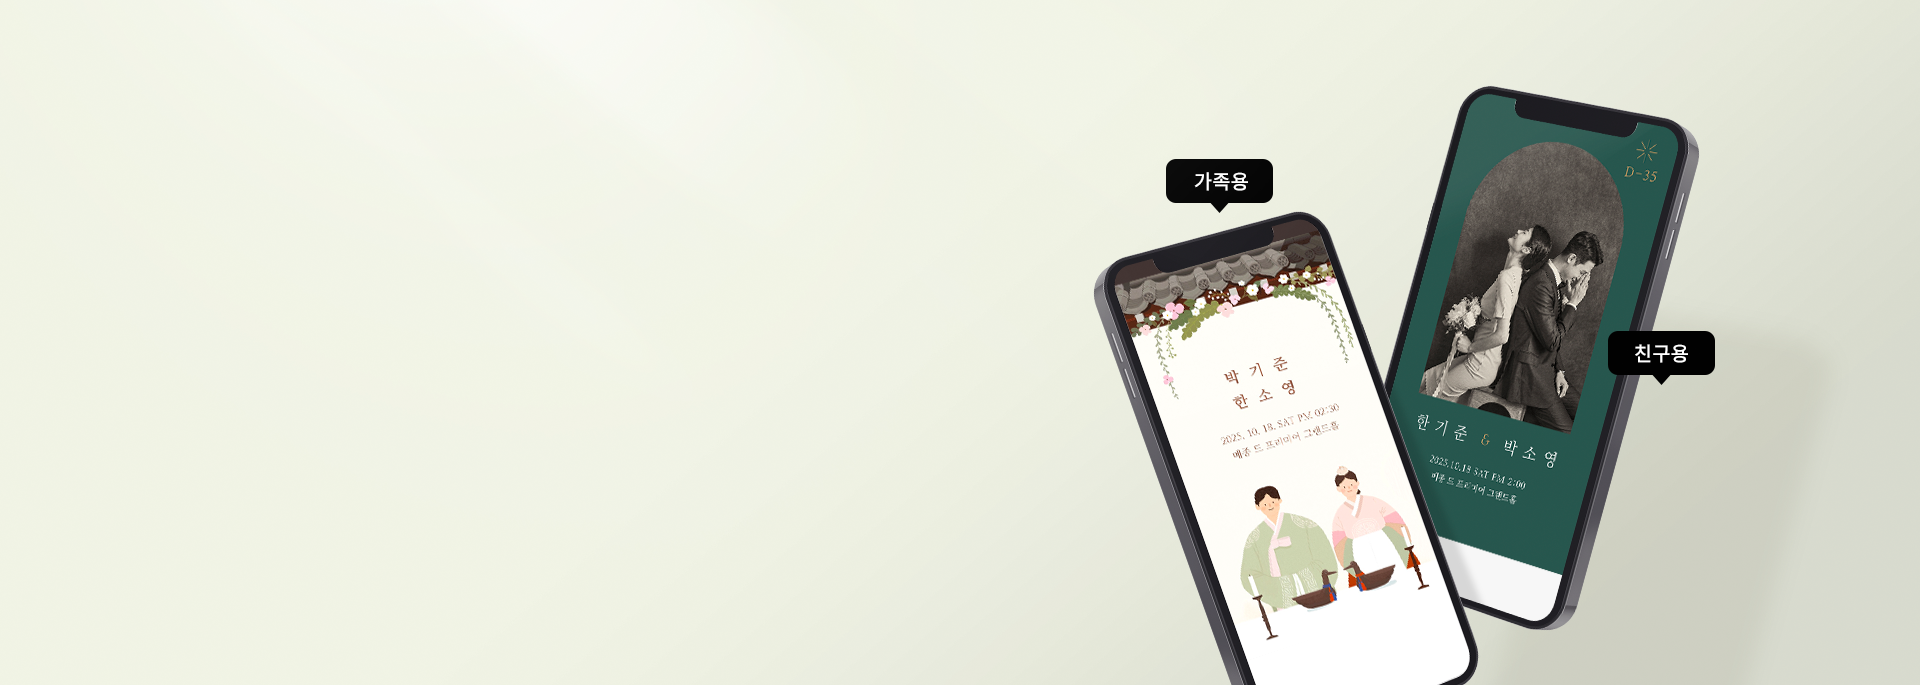 가족용
박 기 준
한 소 영
2025. 10. 18. SAT PM 02:30
메종 드 프리미어 그랜드홀
D-35
친구용
한 기 준 & 박 소 영
2025.10.18 SAT PM 2:00
메종 드 프리미어 그랜드홀